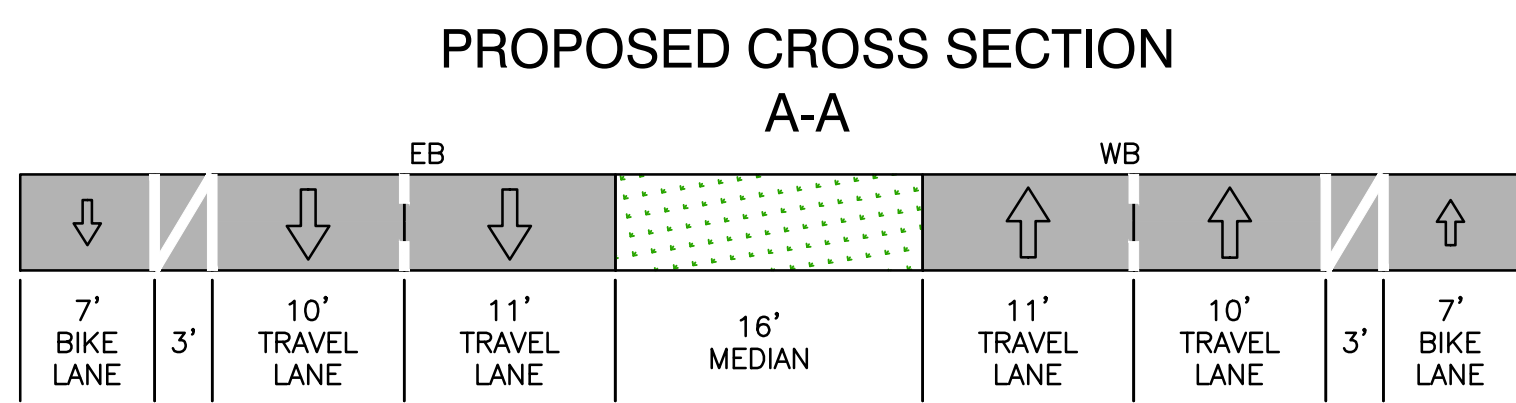 PROPOSED CROSS SECTION
A-A
EB
WB
7'
BIKE
LANE
3'
10'
TRAVEL
LANE
11'
TRAVEL
LANE
16'
MEDIAN
11'
TRAVEL
LANE
10'
TRAVEL
LANE
3'
7'
BIKE
LANE